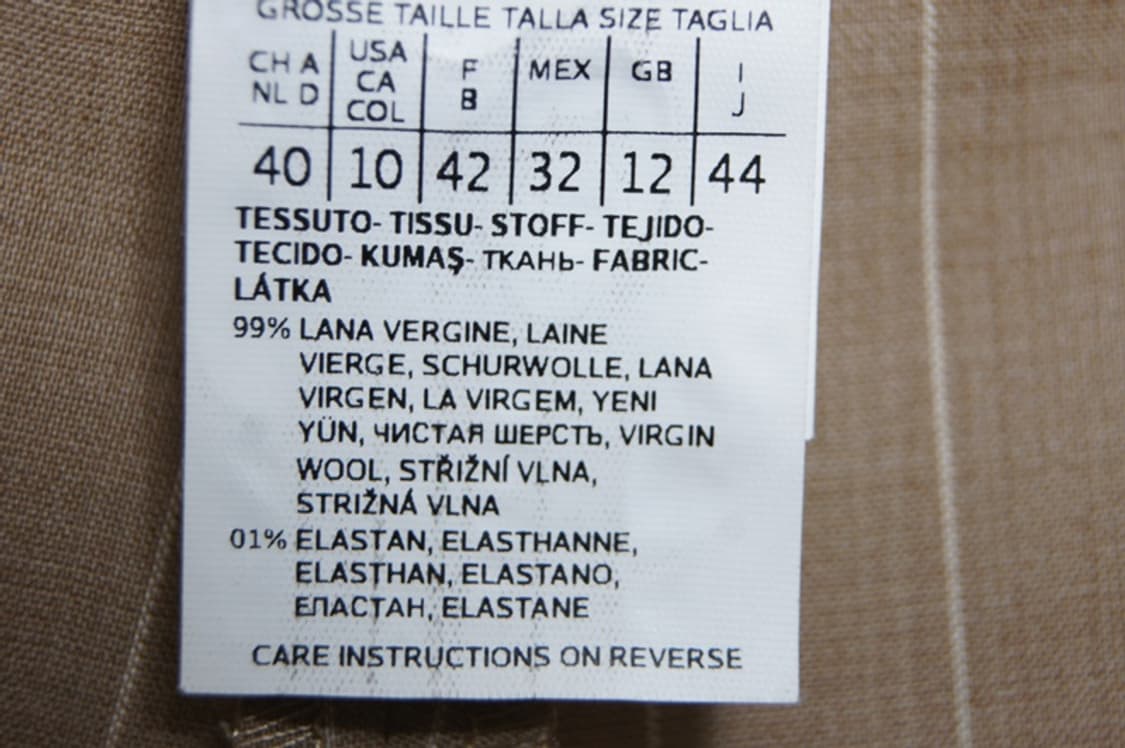 GRÖSSE TAILLE TALLA SIZE TAGLIA
CH A NL D USA CA COL F B MEX GB I J
40 10 42 32 12 44
TESSUTO- TISSU- STOFF- TEJIDO-
TECIDO- KUMAŞ- ТКАНЬ- FABRIC-
LÁTKA
99% LANA VERGINE, LAINE
VIERGE, SCHURWOLLE, LANA
VIRGEN, LA VIRGEM, YENI
YÜN, ЧИСТАЯ ШЕРСТЬ, VIRGIN
WOOL, STŘIŽNÍ VLNA,
STRIŽNÁ VLNA
01% ELASTAN, ELASTHANNE,
ELASTHAN, ELASTANO,
ЕПАСТАН, ELASTANE
CARE INSTRUCTIONS ON REVERSE